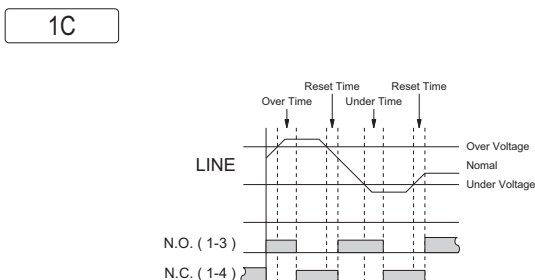 1C
Reset Time Reset Time
Over Time Under Time
Over Voltage
LINE
Nomal
Under Voltage
N.O. ( 1-3 )
N.C. ( 1-4 )